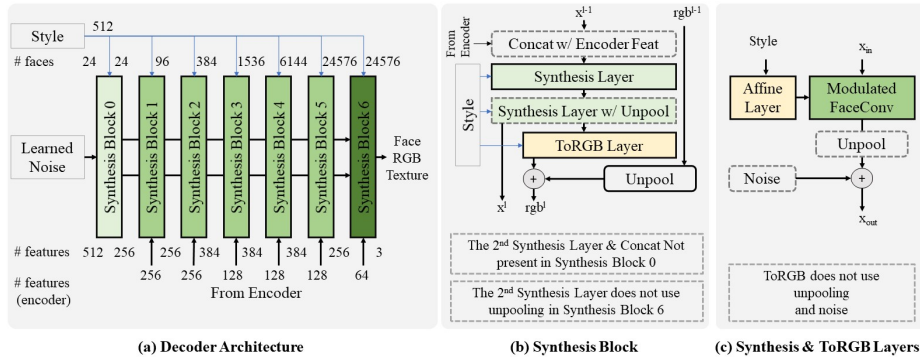 Style
512
# faces
24 24 96 384 1536 6144 24576 24576
Learned Noise
Synthesis Block 0
Synthesis Block 1
Synthesis Block 2
Synthesis Block 3
Synthesis Block 4
Synthesis Block 5
Synthesis Block 6
Face
RGB
Texture
# features
512 256 256 384 384 384 256 3
# features
(encoder)
256 256 128 128 128 64
From Encoder
(a) Decoder Architecture
x^{l-1}
rgb^{l-1}
From
Encoder
Concat w/ Encoder Feat
Style
Synthesis Layer
Synthesis Layer w/ Unpool
ToRGB Layer
+
Unpool
x^l
rgb^l
The 2nd Synthesis Layer & Concat Not
present in Synthesis Block 0
The 2nd Synthesis Layer does not use
unpooling in Synthesis Block 6
(b) Synthesis Block
(c)
Style
x_{in}
Affine
Layer
Modulated
FaceConv
Unpool
Noise
+
x_{out}
ToRGB does not use
unpooling
and noise
(c) Synthesis & ToRGB Layers